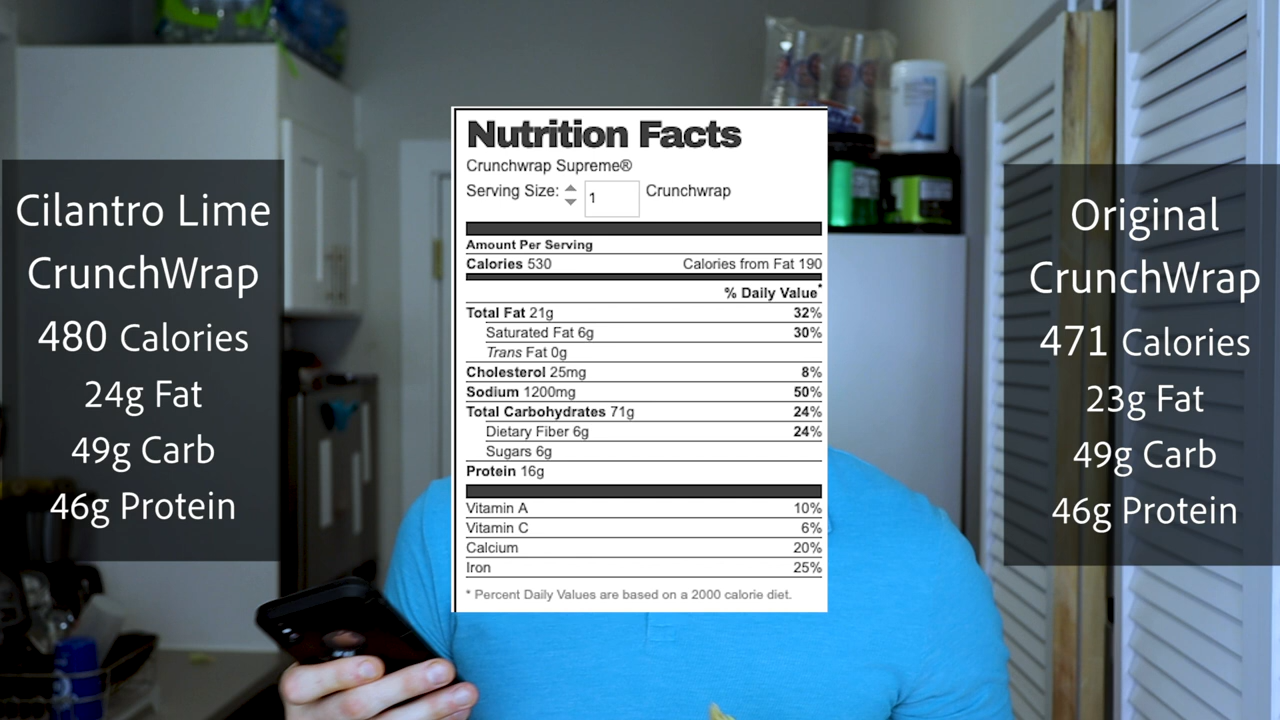 Cilantro Lime
CrunchWrap
480 Calories
24g Fat
49g Carb
46g Protein
Nutrition Facts
Crunchwrap Supreme®
Serving Size: 1 Crunchwrap
Amount Per Serving
Calories 530 Calories from Fat 190
% Daily Value*
Total Fat 21g 32%
Saturated Fat 6g 30%
Trans Fat 0g
Cholesterol 25mg 8%
Sodium 1200mg 50%
Total Carbohydrates 71g 24%
Dietary Fiber 6g 24%
Sugars 6g
Protein 16g
Vitamin A 10%
Vitamin C 6%
Calcium 20%
Iron 25%
* Percent Daily Values are based on a 2000 calorie diet.
Original
CrunchWrap
471 Calories
23g Fat
49g Carb
46g Protein